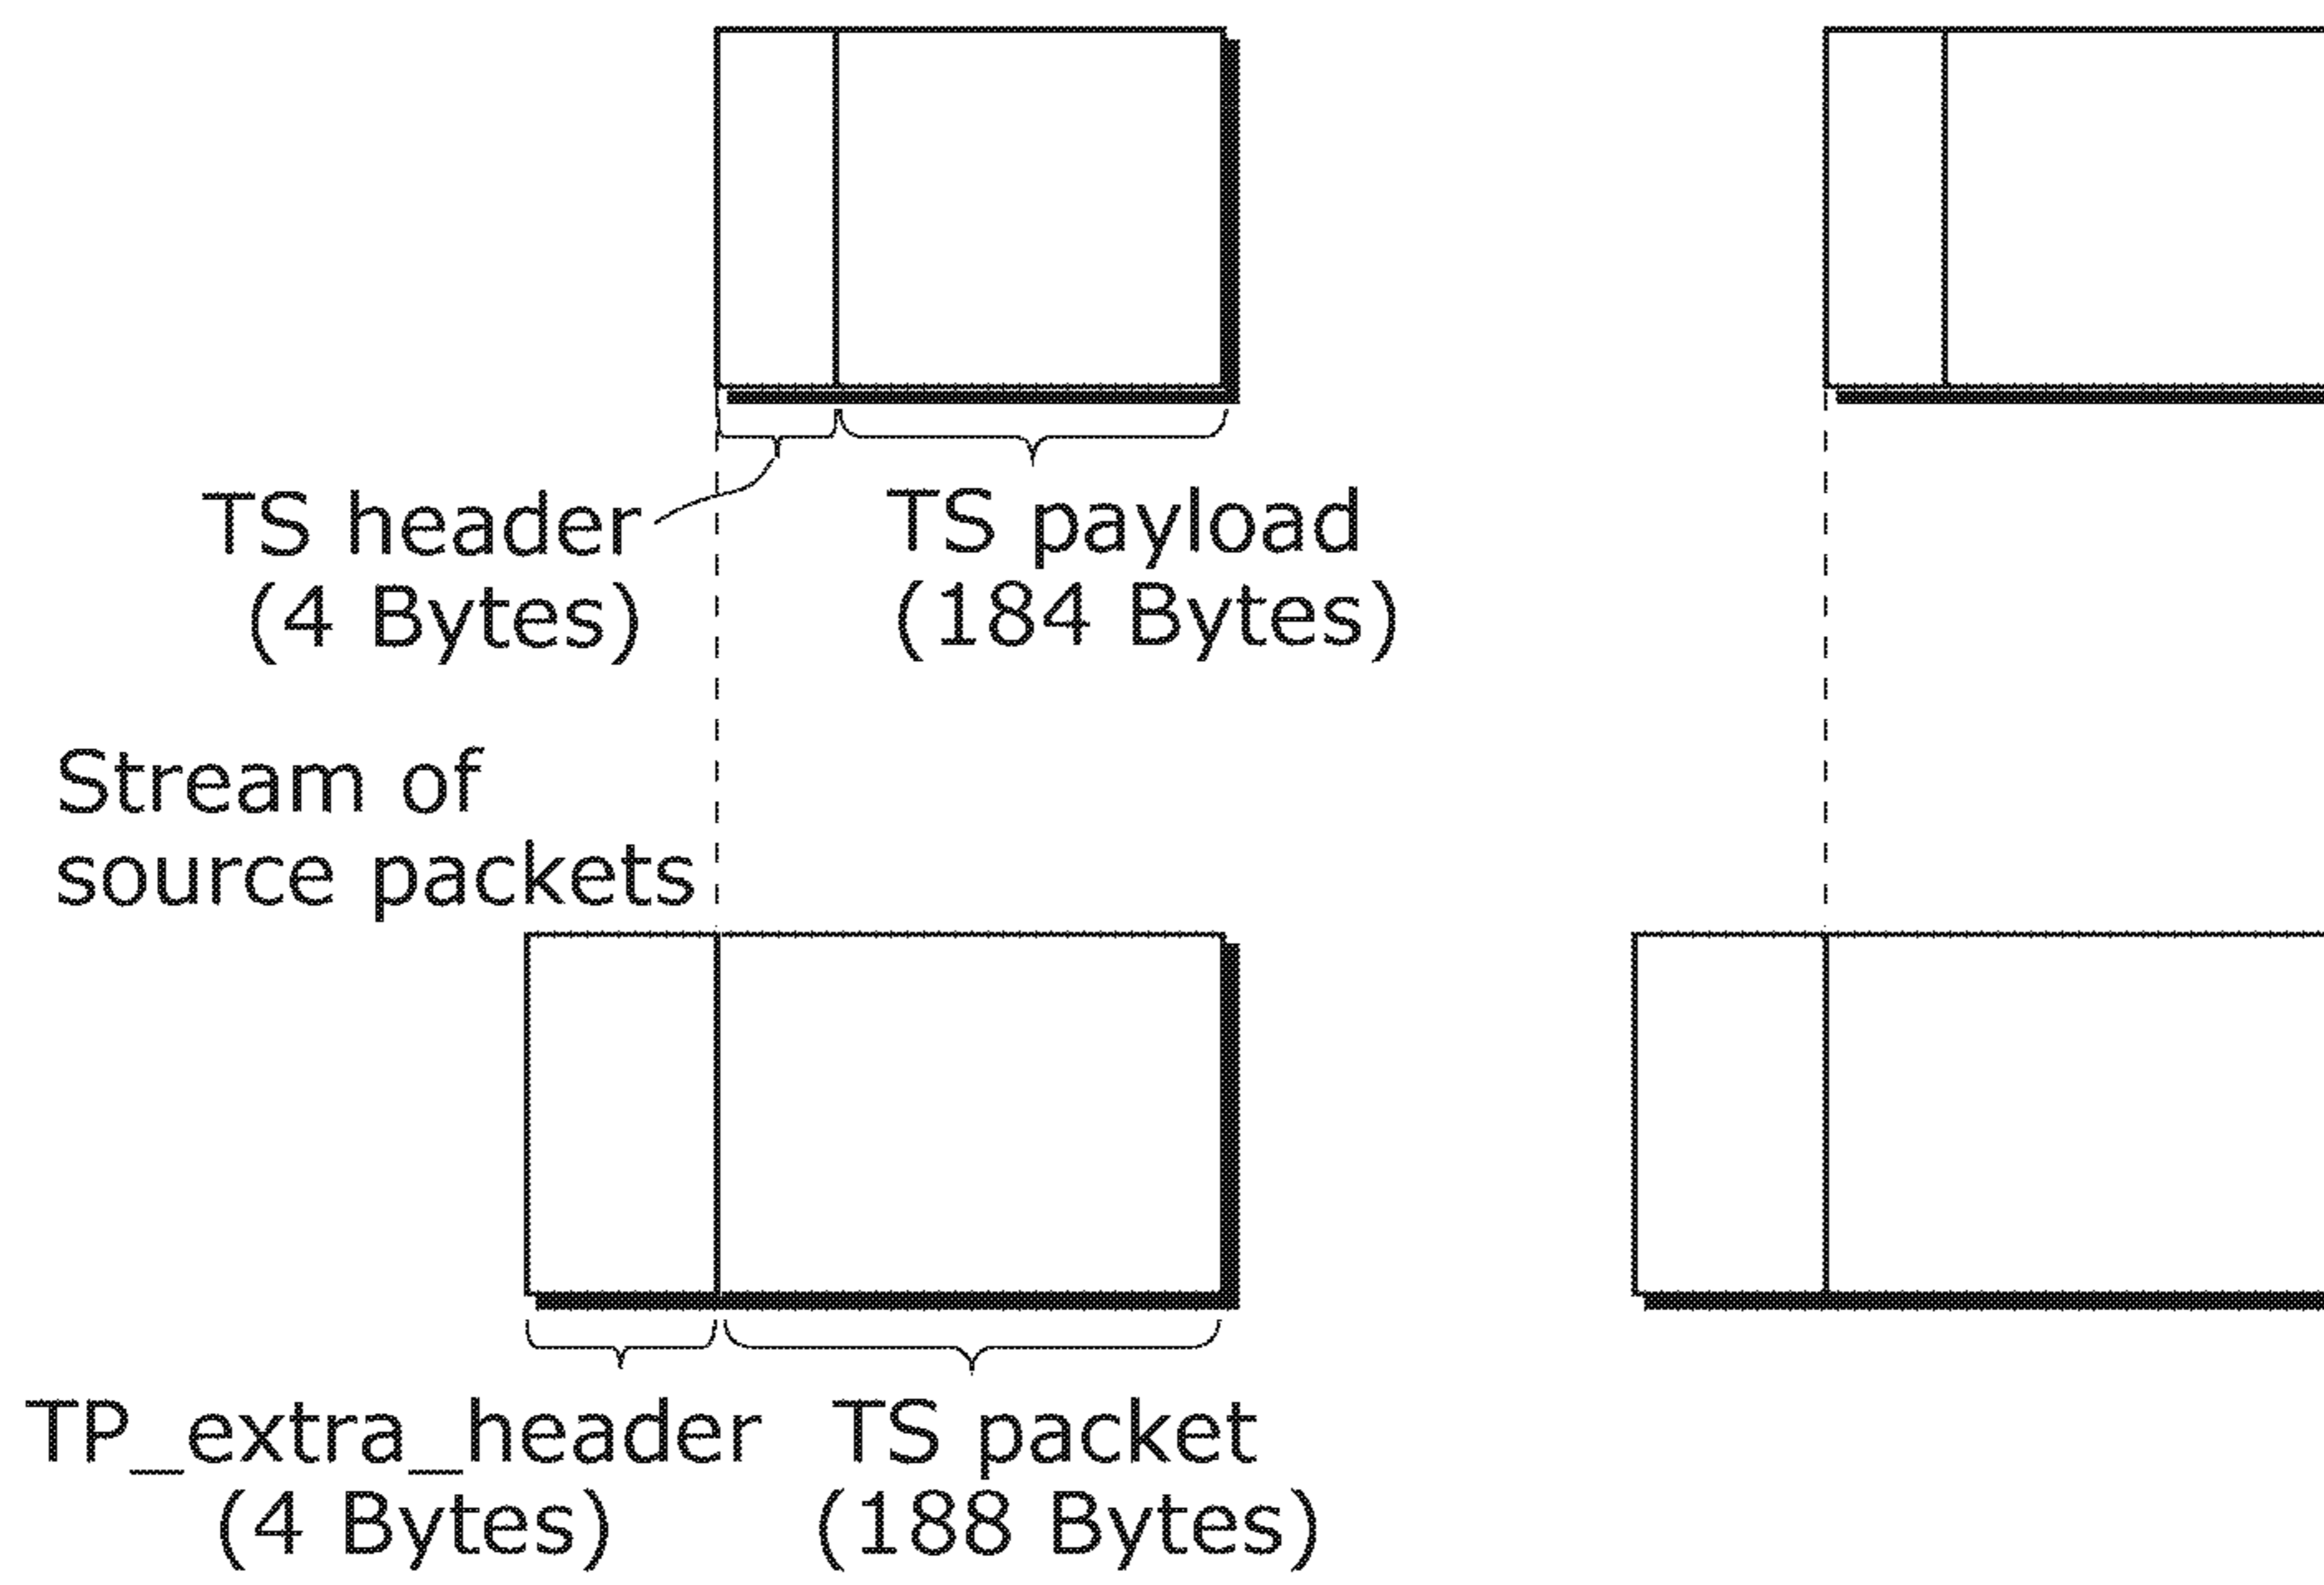 TS header
(4 Bytes)
TS payload
(184 Bytes)
Stream of
source packets
TP_extra_header
(4 Bytes)
TS packet
(188 Bytes)